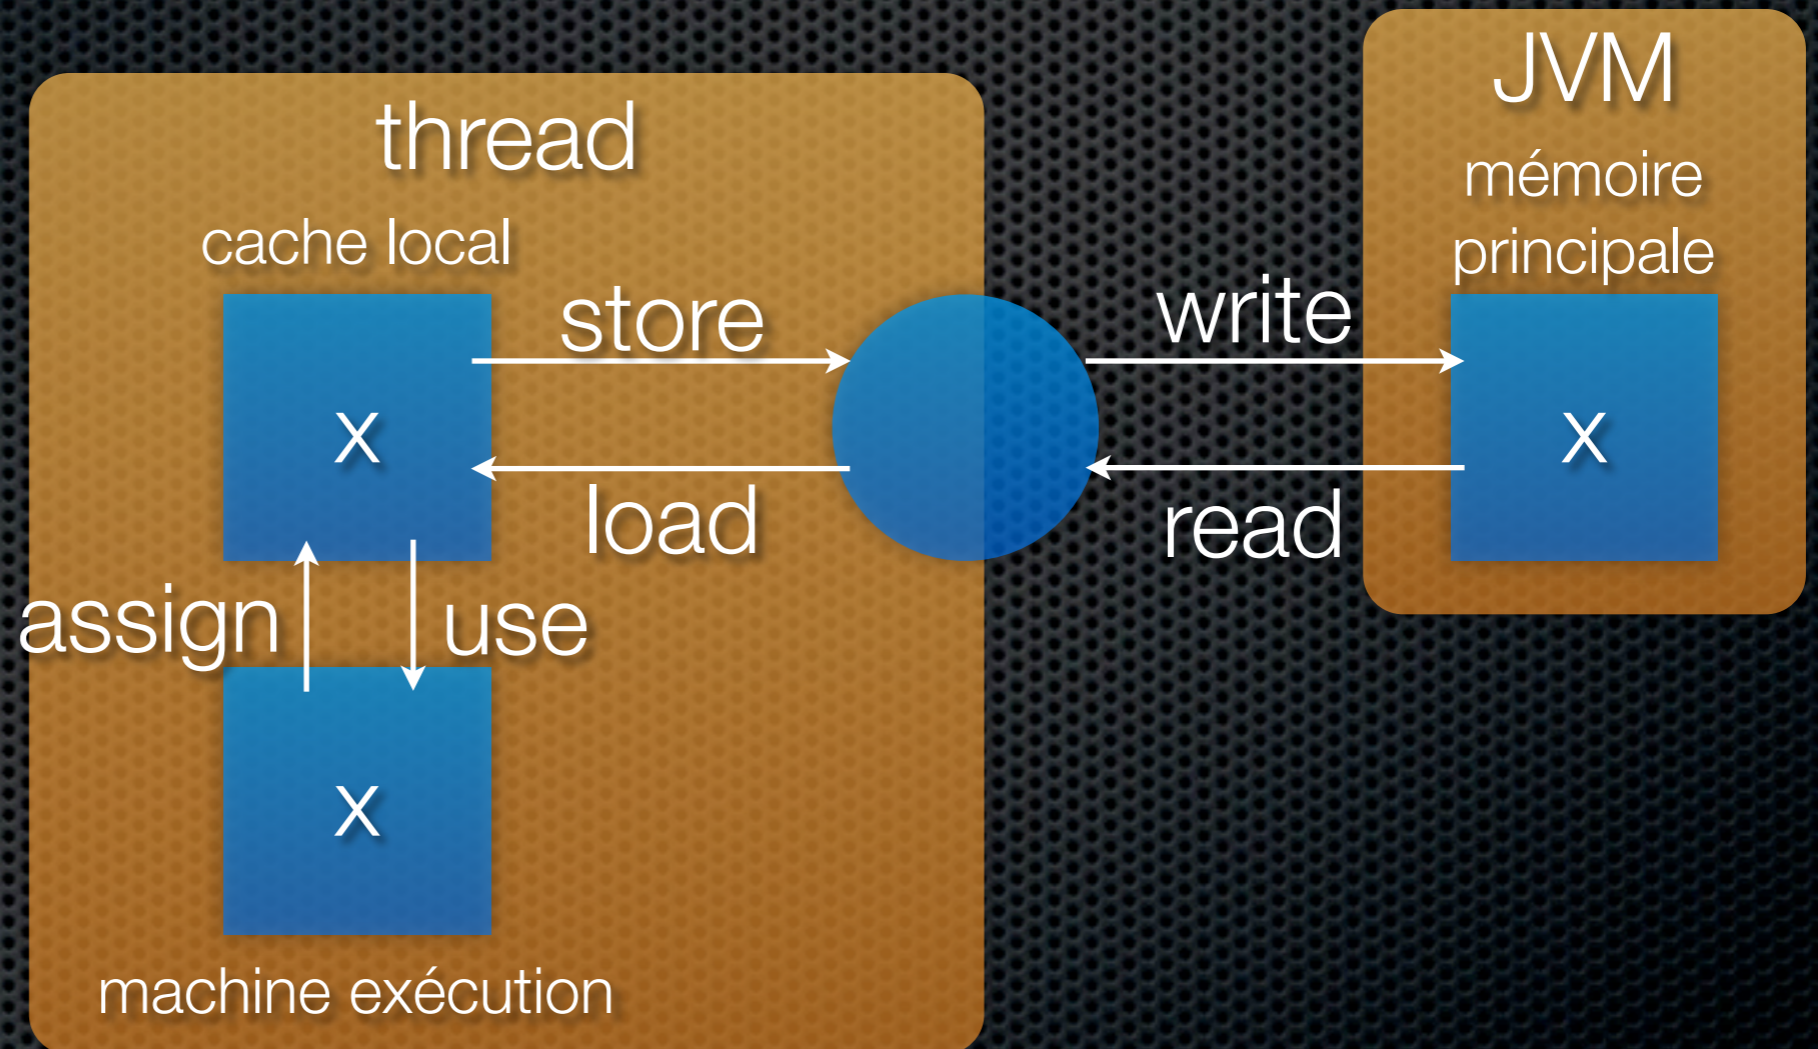 thread
cache local
x
store
load
assign
use
x
machine exécution
write
read
JVM
mémoire
principale
x